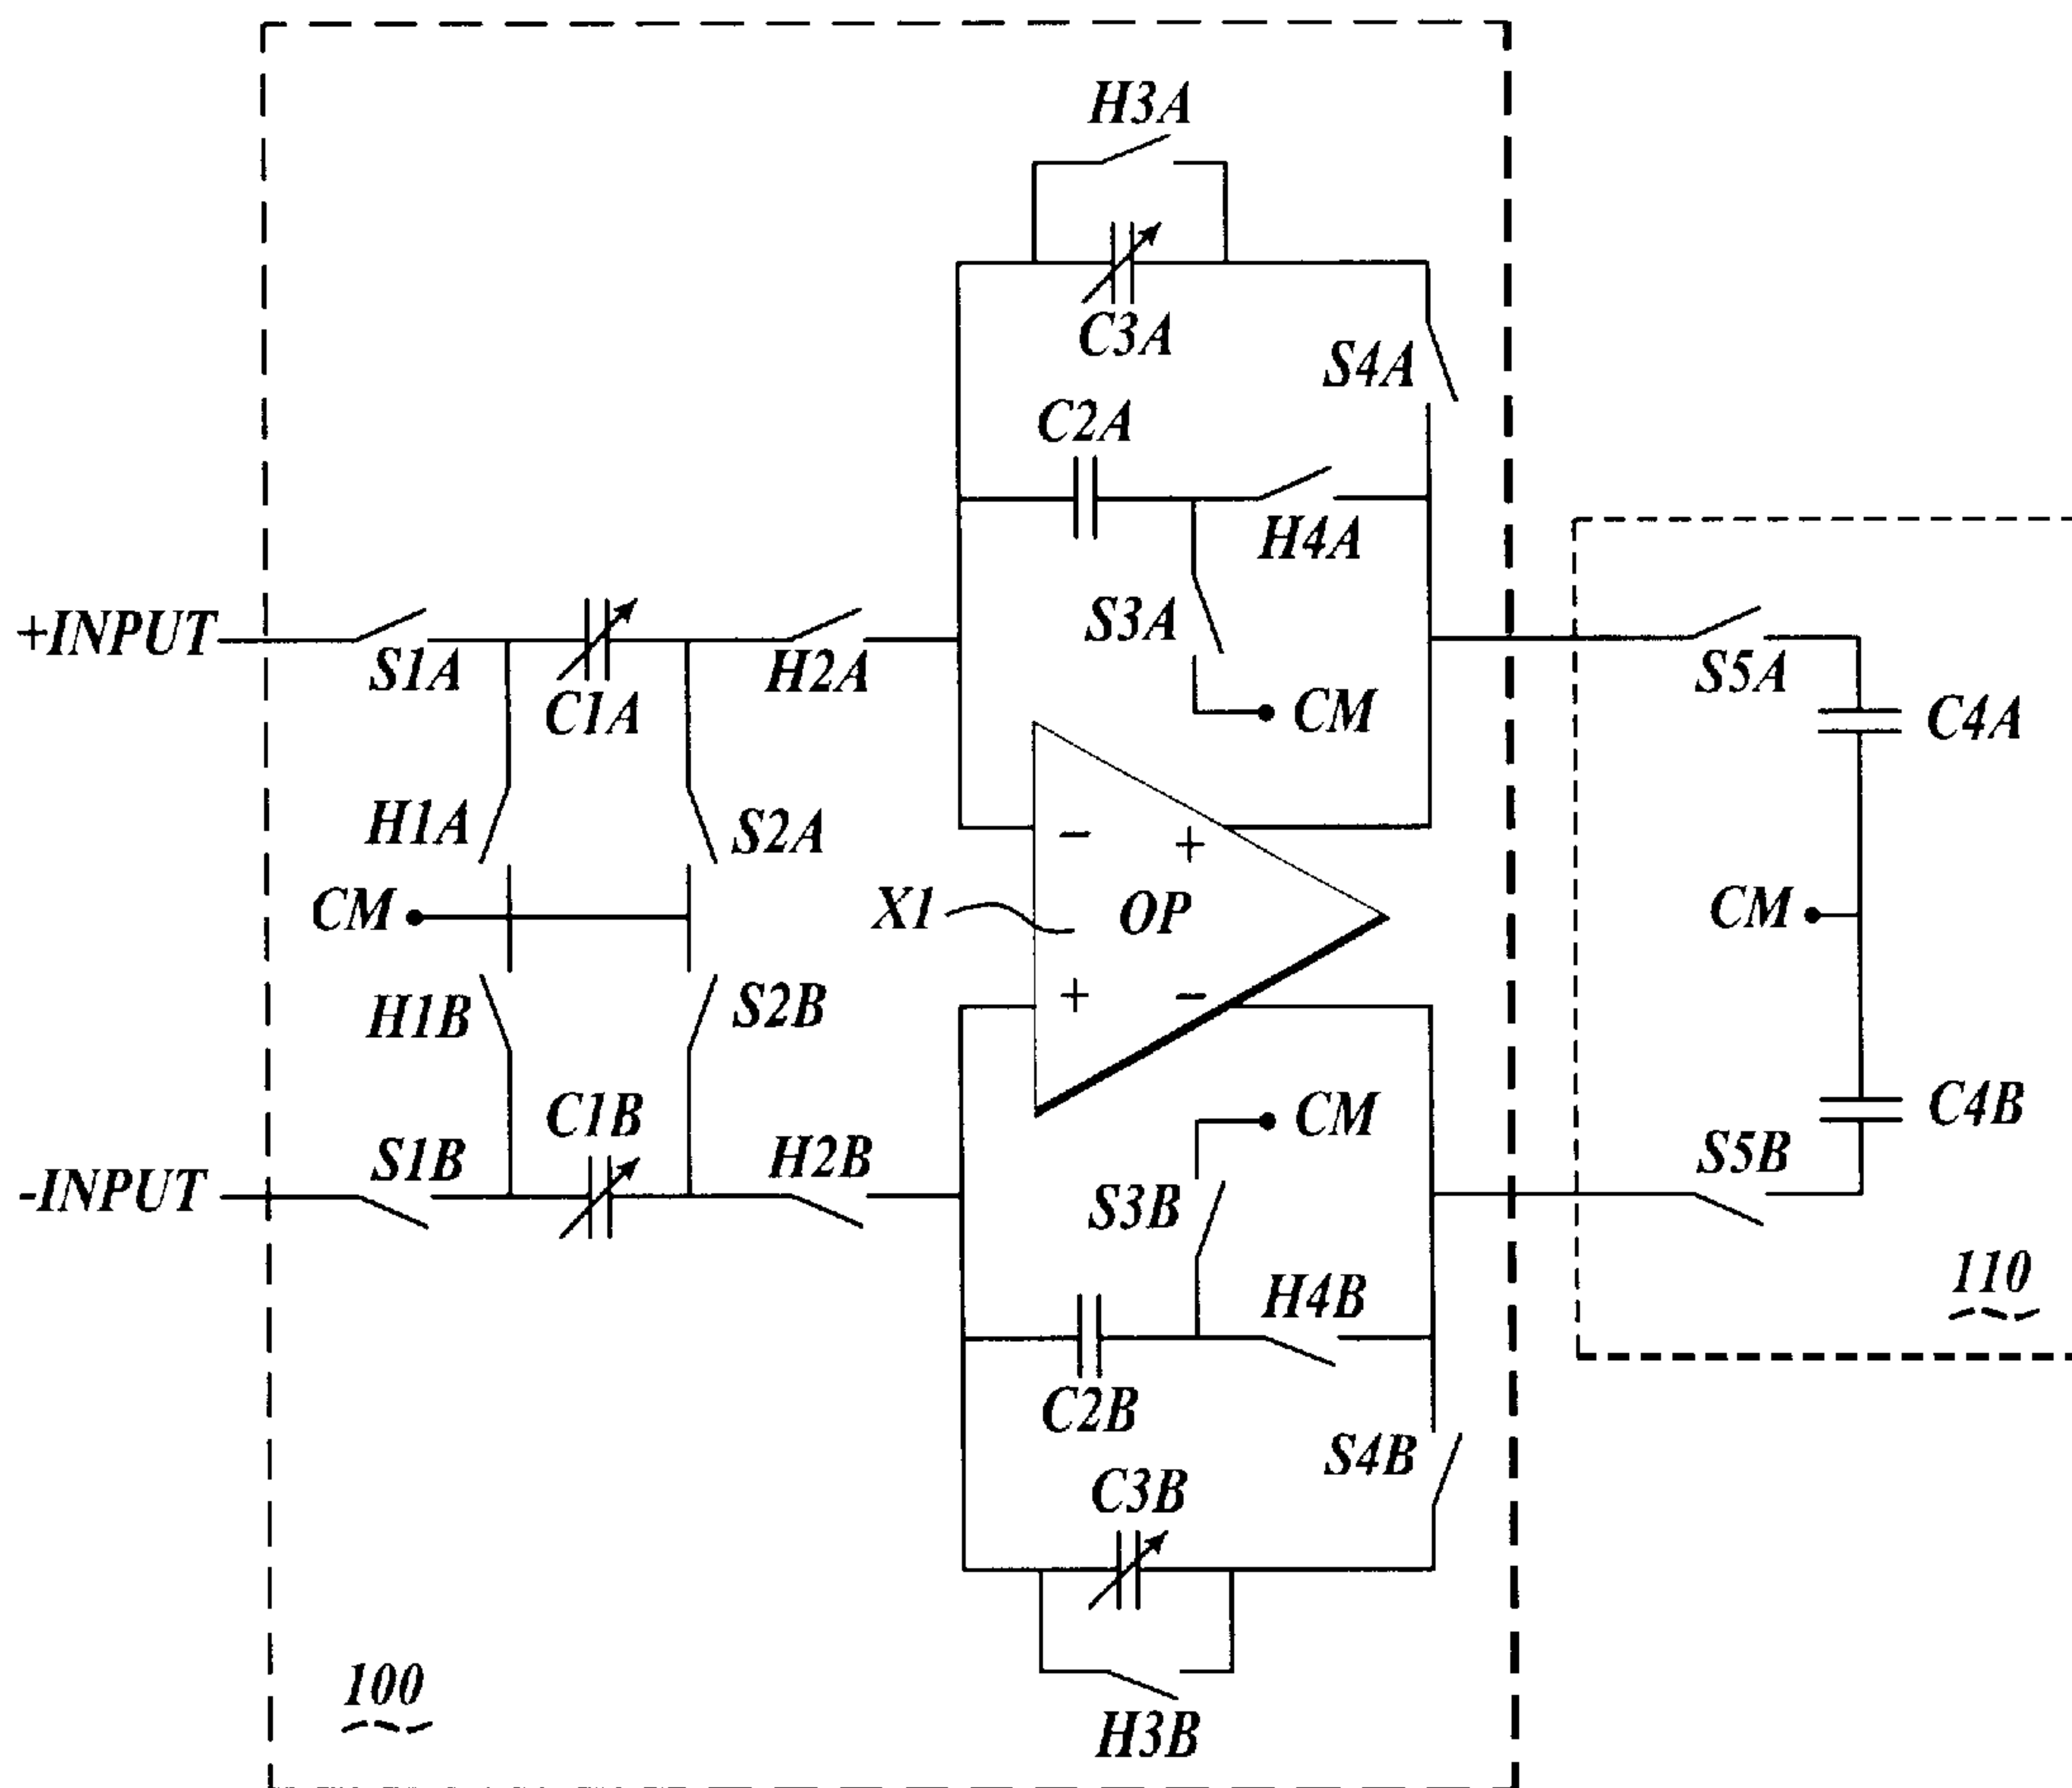 H3A
C3A
S4A
C2A
H4A
S3A
+INPUT
S1A
C1A
H2A
CM
S5A
C4A
H1A
S2A
- +
CM
X1
OP
CM
+ -
H1B
S2B
C1B
CM
C4B
-INPUT
S1B
H2B
S3B
S5B
H4B
110
C2B
S4B
C3B
100
H3B